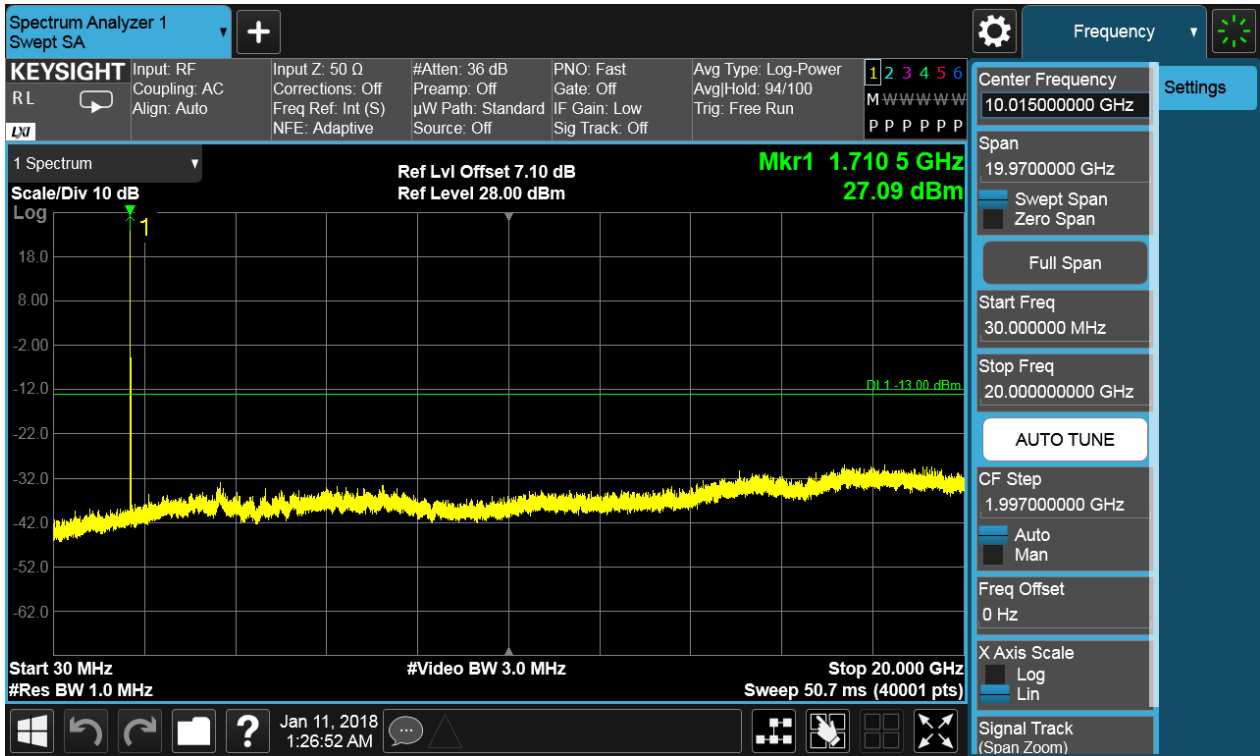 Spectrum Analyzer 1
Swept SA
+
Frequency
KEYSIGHT
RL
LXI
Input: RF
Coupling: AC
Align: Auto
Input Z: 50 Ω
Corrections: Off
Freq Ref: Int (S)
NFE: Adaptive
#Atten: 36 dB
Preamp: Off
µW Path: Standard
Source: Off
PNO: Fast
Gate: Off
IF Gain: Low
Sig Track: Off
Avg Type: Log-Power
Avg|Hold: 94/100
Trig: Free Run
1 2 3 4 5 6
M W W W W W
P P P P P P
1 Spectrum
Scale/Div 10 dB
Log
Ref Lvl Offset 7.10 dB
Ref Level 28.00 dBm
Mkr1 1.710 5 GHz
27.09 dBm
1
18.0
8.00
-2.00
-12.0
-22.0
-32.0
-42.0
-52.0
-62.0
DL1 -13.00 dBm
Start 30 MHz
#Res BW 1.0 MHz
#Video BW 3.0 MHz
Stop 20.000 GHz
Sweep 50.7 ms (40001 pts)
Center Frequency
10.015000000 GHz
Span
19.9700000 GHz
Swept Span
Zero Span
Full Span
Start Freq
30.000000 MHz
Stop Freq
20.000000000 GHz
AUTO TUNE
CF Step
1.997000000 GHz
Auto
Man
Freq Offset
0 Hz
X Axis Scale
Log
Lin
Signal Track
(Span Zoom)
Settings
?
Jan 11, 2018
1:26:52 AM